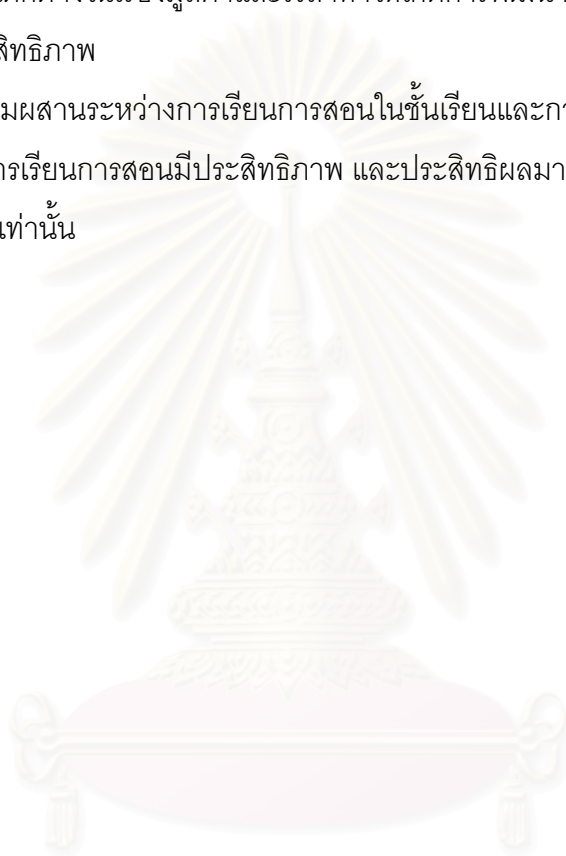 สิทธิภาพ
มผสานระหว่างการเรียนการสอนในชั้นเรียนและกา
ารเรียนการสอนมีประสิทธิภาพ และประสิทธิผลมา
นเท่านั้น